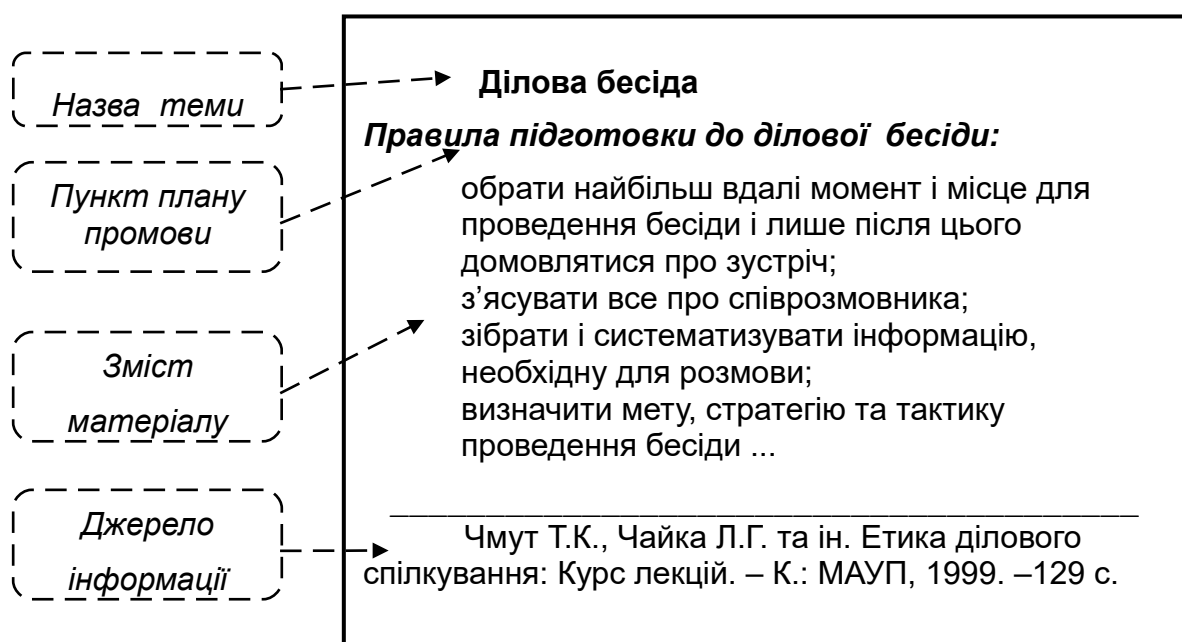 Назва теми
Пункт плану
промови
Зміст
матеріалу
Джерело
інформації
Ділова бесіда
Правила підготовки до ділової бесіди:
обрати найбільш вдалі момент і місце для
проведення бесіди і лише після цього
домовлятися про зустріч;
з’ясувати все про співрозмовника;
зібрати і систематизувати інформацію,
необхідну для розмови;
визначити мету, стратегію та тактику
проведення бесіди ...
Чмут Т.К., Чайка Л.Г. та ін. Етика ділового
спілкування: Курс лекцій. – К.: МАУП, 1999. –129 с.